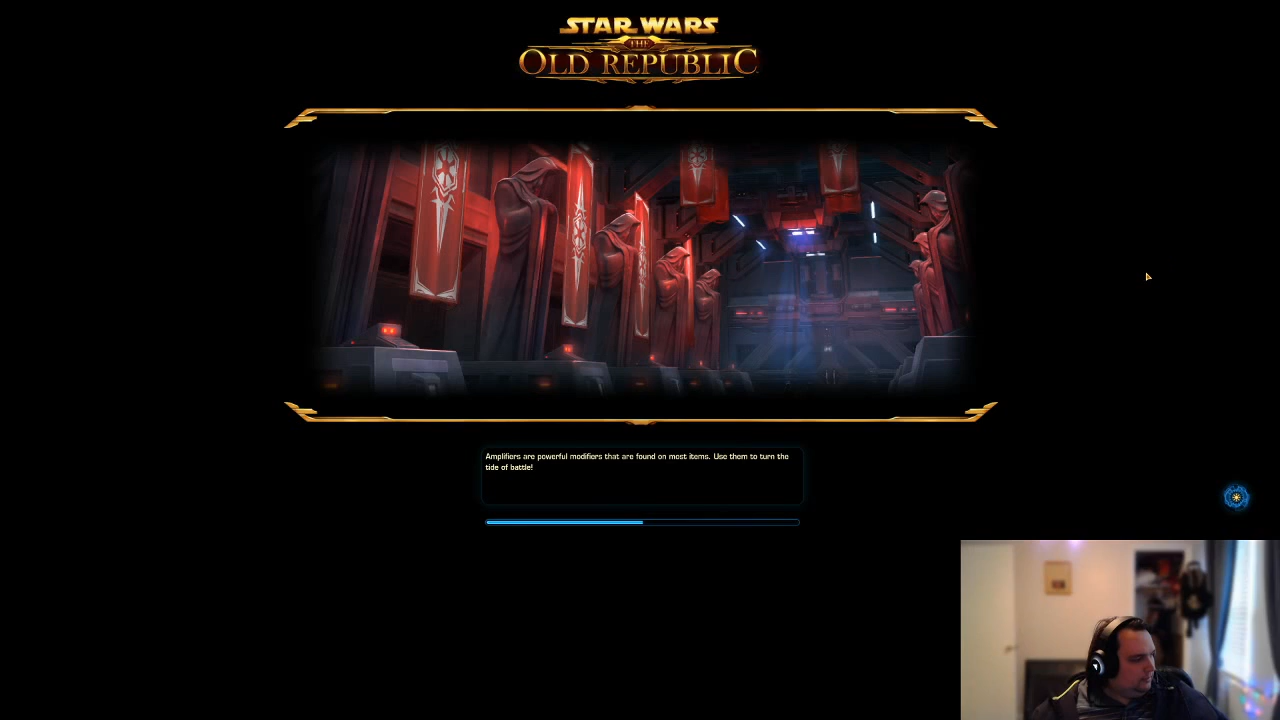 STAR WARS
THE
OLD REPUBLIC
Amplifiers are powerful modifiers that are found on most items. Use them to turn the
tide of battle!